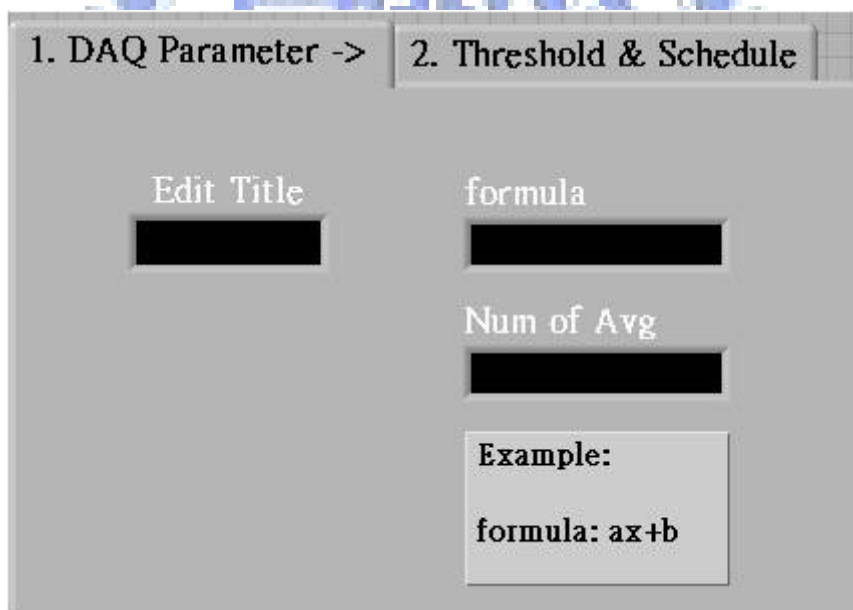 1. DAQ Parameter ->
2. Threshold & Schedule
Edit Title
formula
Num of Avg
Example:
formula: ax+b